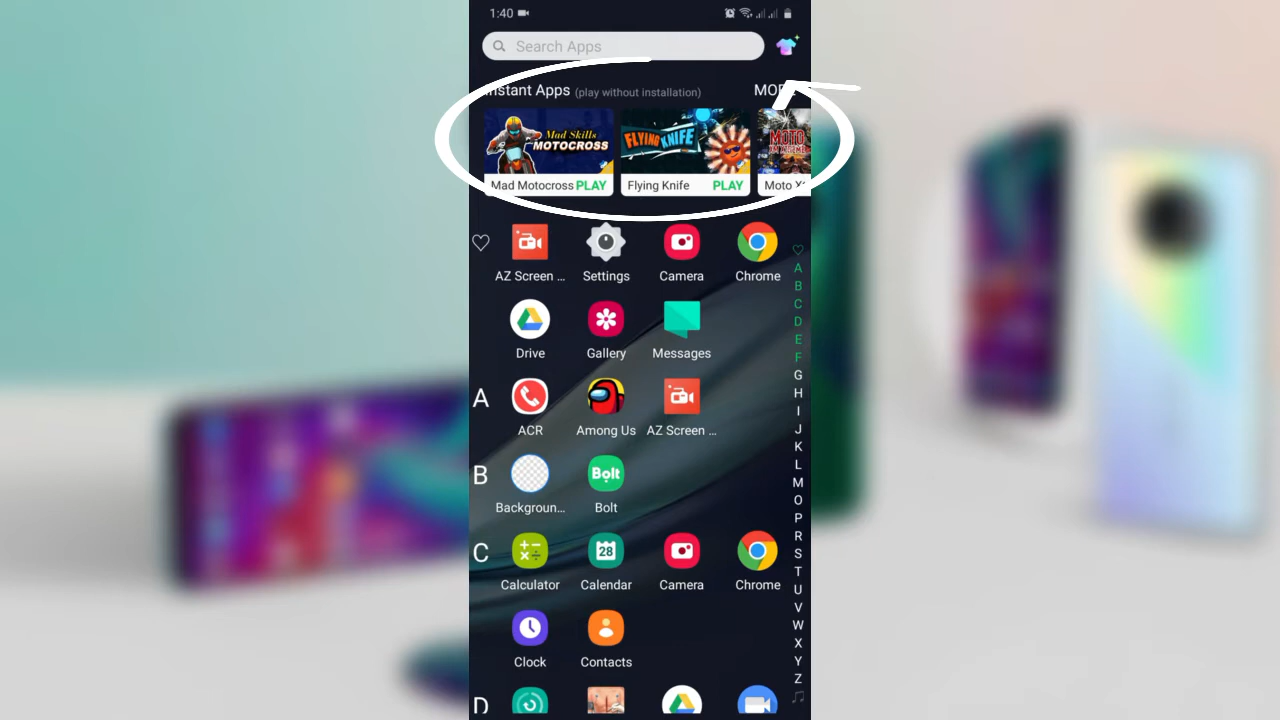 1:40
Search Apps
Instant Apps (play without installation)
Mad Skills
MOTOCROSS
FLYING KNIFE
MOTO
Mad Motocross PLAY
Flying Knife PLAY
Moto
AZ Screen ...
Settings
Camera
Chrome
Drive
Gallery
Messages
A
ACR
Among Us
AZ Screen ...
B
Bolt
Backgroun...
Bolt
C
28
Calculator
Calendar
Camera
Chrome
Clock
Contacts
D
A
B
C
D
E
F
G
H
I
J
K
L
M
O
P
R
S
T
U
V
W
X
Y
Z